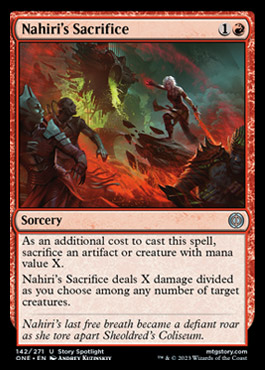 Nahiri's Sacrifice 1
Sorcery
As an additional cost to cast this spell,
sacrifice an artifact or creature with mana
value X.
Nahiri's Sacrifice deals X damage divided
as you choose among any number of target
creatures.
Nahiri's last free breath became a defiant roar
as she tore apart Sheoldred's Coliseum.
142/271 U Story Spotlight
ONE • EN Andrey Kuzinskiy
mtgstory.com
™ & © 2023 Wizards of the Coast